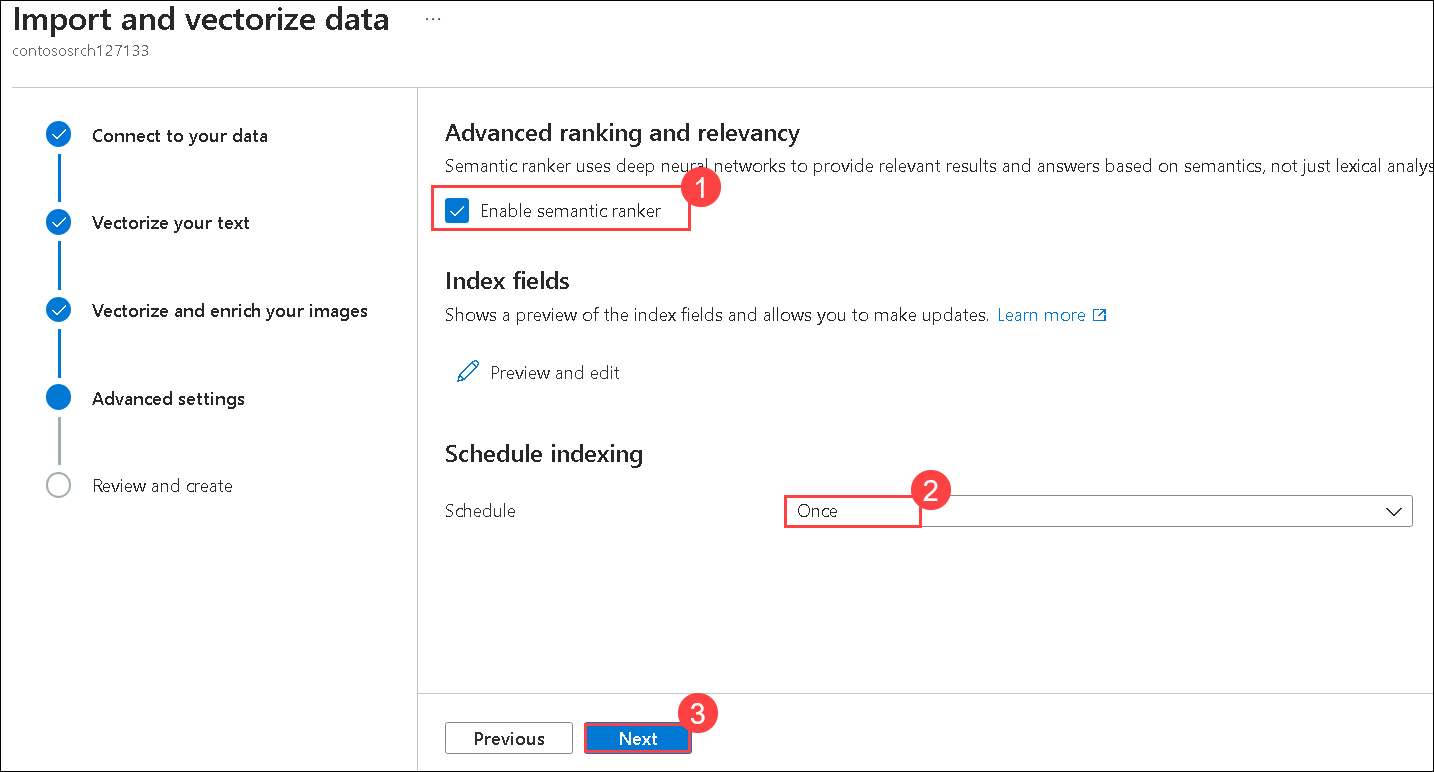 Import and vectorize data ...
contososrch127133
Connect to your data
Vectorize your text
Vectorize and enrich your images
Advanced settings
Review and create
Advanced ranking and relevancy
Semantic ranker uses deep neural networks to provide relevant results and answers based on semantics, not just lexical analys
1
Enable semantic ranker
Index fields
Shows a preview of the index fields and allows you to make updates. Learn more
Preview and edit
Schedule indexing
2
Schedule Once
3
Previous Next